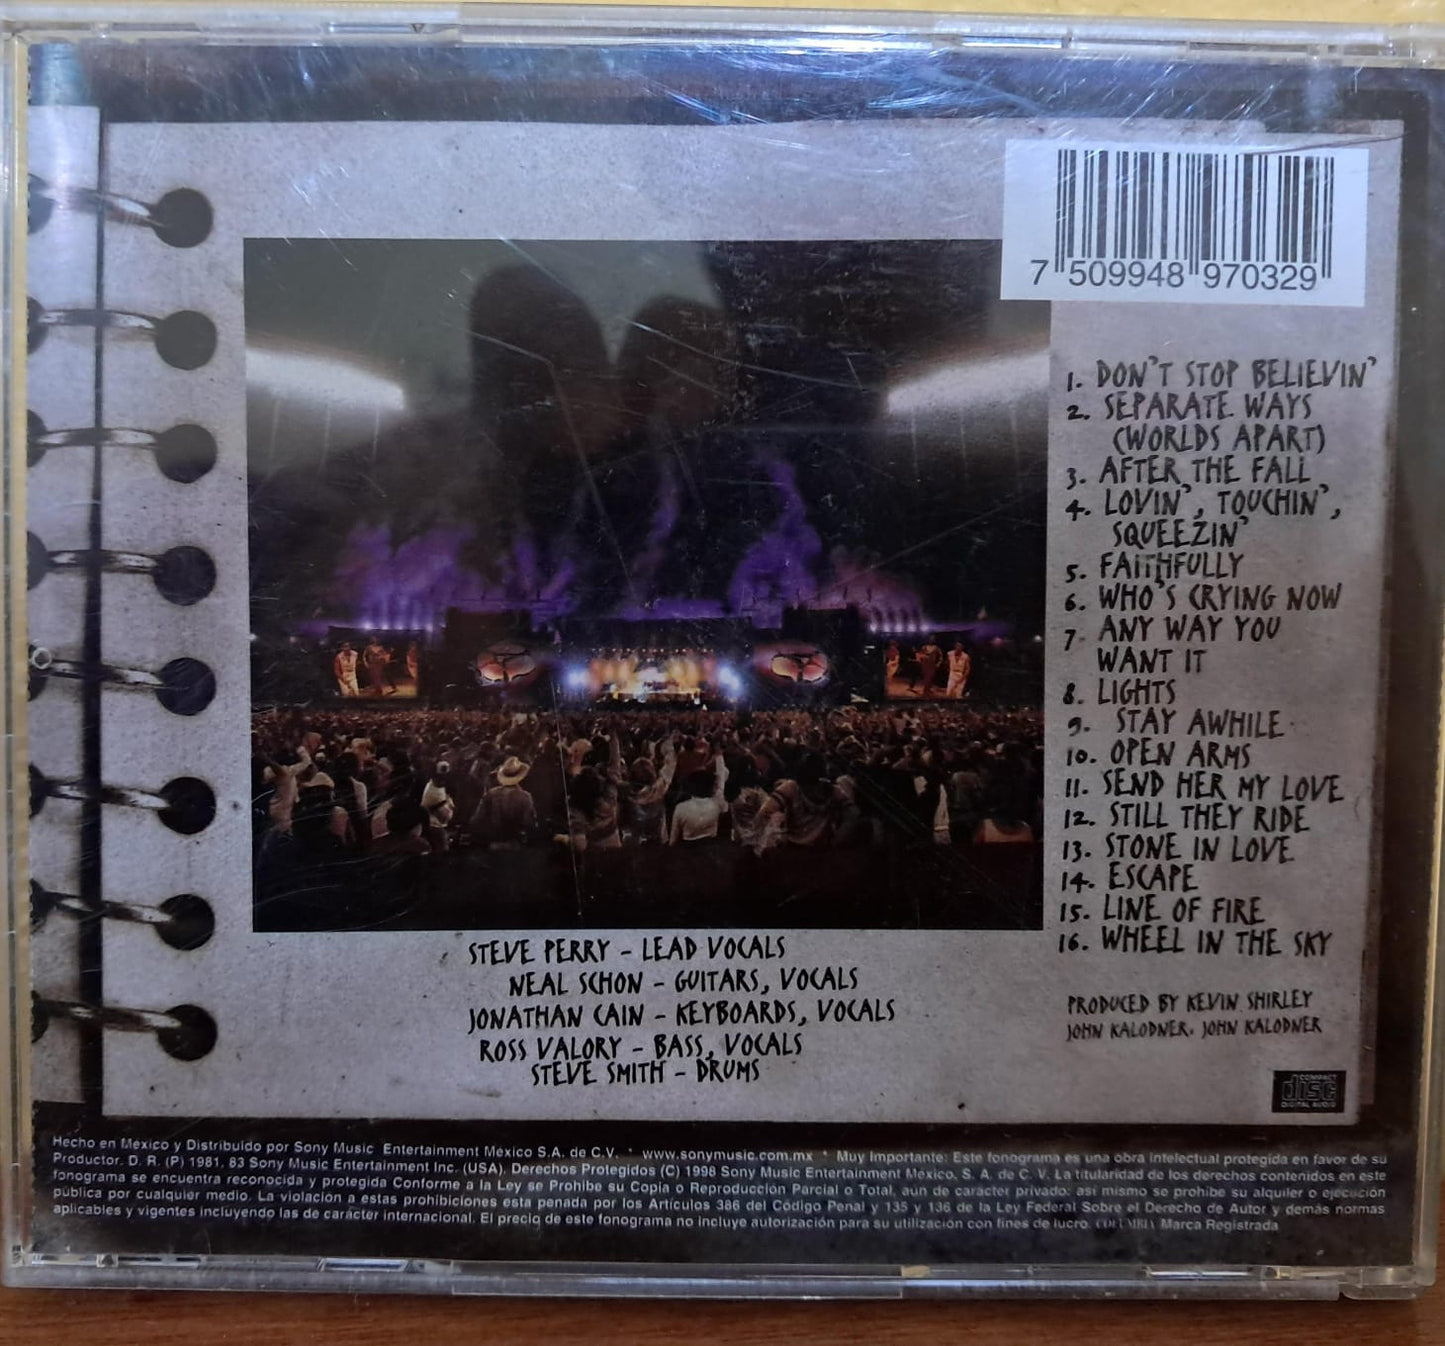 7 509948 970329
1. DON'T STOP BELIEVIN'
2. SEPARATE WAYS
(WORLDS APART)
3. AFTER THE FALL
4. LOVIN', TOUCHIN',
SQUEEZIN'
5. FAITHFULLY
6. WHO'S CRYING NOW
7. ANY WAY YOU
WANT IT
8. LIGHTS
9. STAY AWHILE
10. OPEN ARMS
11. SEND HER MY LOVE
12. STILL THEY RIDE
13. STONE IN LOVE
14. ESCAPE
15. LINE OF FIRE
16. WHEEL IN THE SKY
PRODUCED BY KEVIN SHIRLEY
JOHN KALODNER, JOHN KALODNER
STEVE PERRY - LEAD VOCALS
NEAL SCHON - GUITARS, VOCALS
JONATHAN CAIN - KEYBOARDS, VOCALS
ROSS VALORY - BASS, VOCALS
STEVE SMITH - DRUMS
COMPACT
disc
DIGITAL AUDIO
Hecho en México y Distribuido por Sony Music Entertainment México S.A. de C.V. * www.sonymusic.com.mx * Muy Importante: Este fonograma es una obra intelectual protegida en favor de su
Productor. D. R. (P) 1981, 83 Sony Music Entertainment Inc. (USA). Derechos Protegidos (C) 1998 Sony Music Entertainment México, S. A. de C. V. La titularidad de los derechos contenidos en este
fonograma se encuentra reconocida y protegida Conforme a la Ley se Prohibe su Copia o Reproducción Parcial o Total, aún de carácter privado; así mismo se prohibe su alquiler o ejecución
pública por cualquier medio. La violación a estas prohibiciones esta penada por los Artículos 386 del Código Penal y 135 y 136 de la Ley Federal Sobre el Derecho de Autor y demás normas
aplicables y vigentes incluyendo las de carácter internacional. El precio de este fonograma no incluye autorización para su utilización con fines de lucro. COLUMBIA Marca Registrada